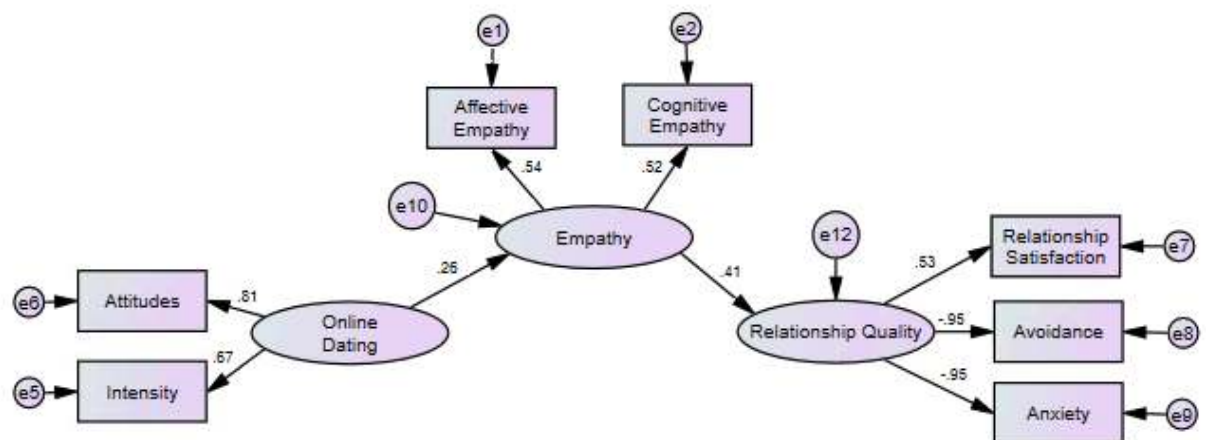 e1
e2
Affective
Empathy
Cognitive
Empathy
.54
.52
e10
Empathy
e12
Relationship
Satisfaction
e7
.26
.41
.53
e6
Attitudes
.81
Online
Dating
Relationship Quality
-.95
Avoidance
e8
.67
-.95
e5
Intensity
Anxiety
e9